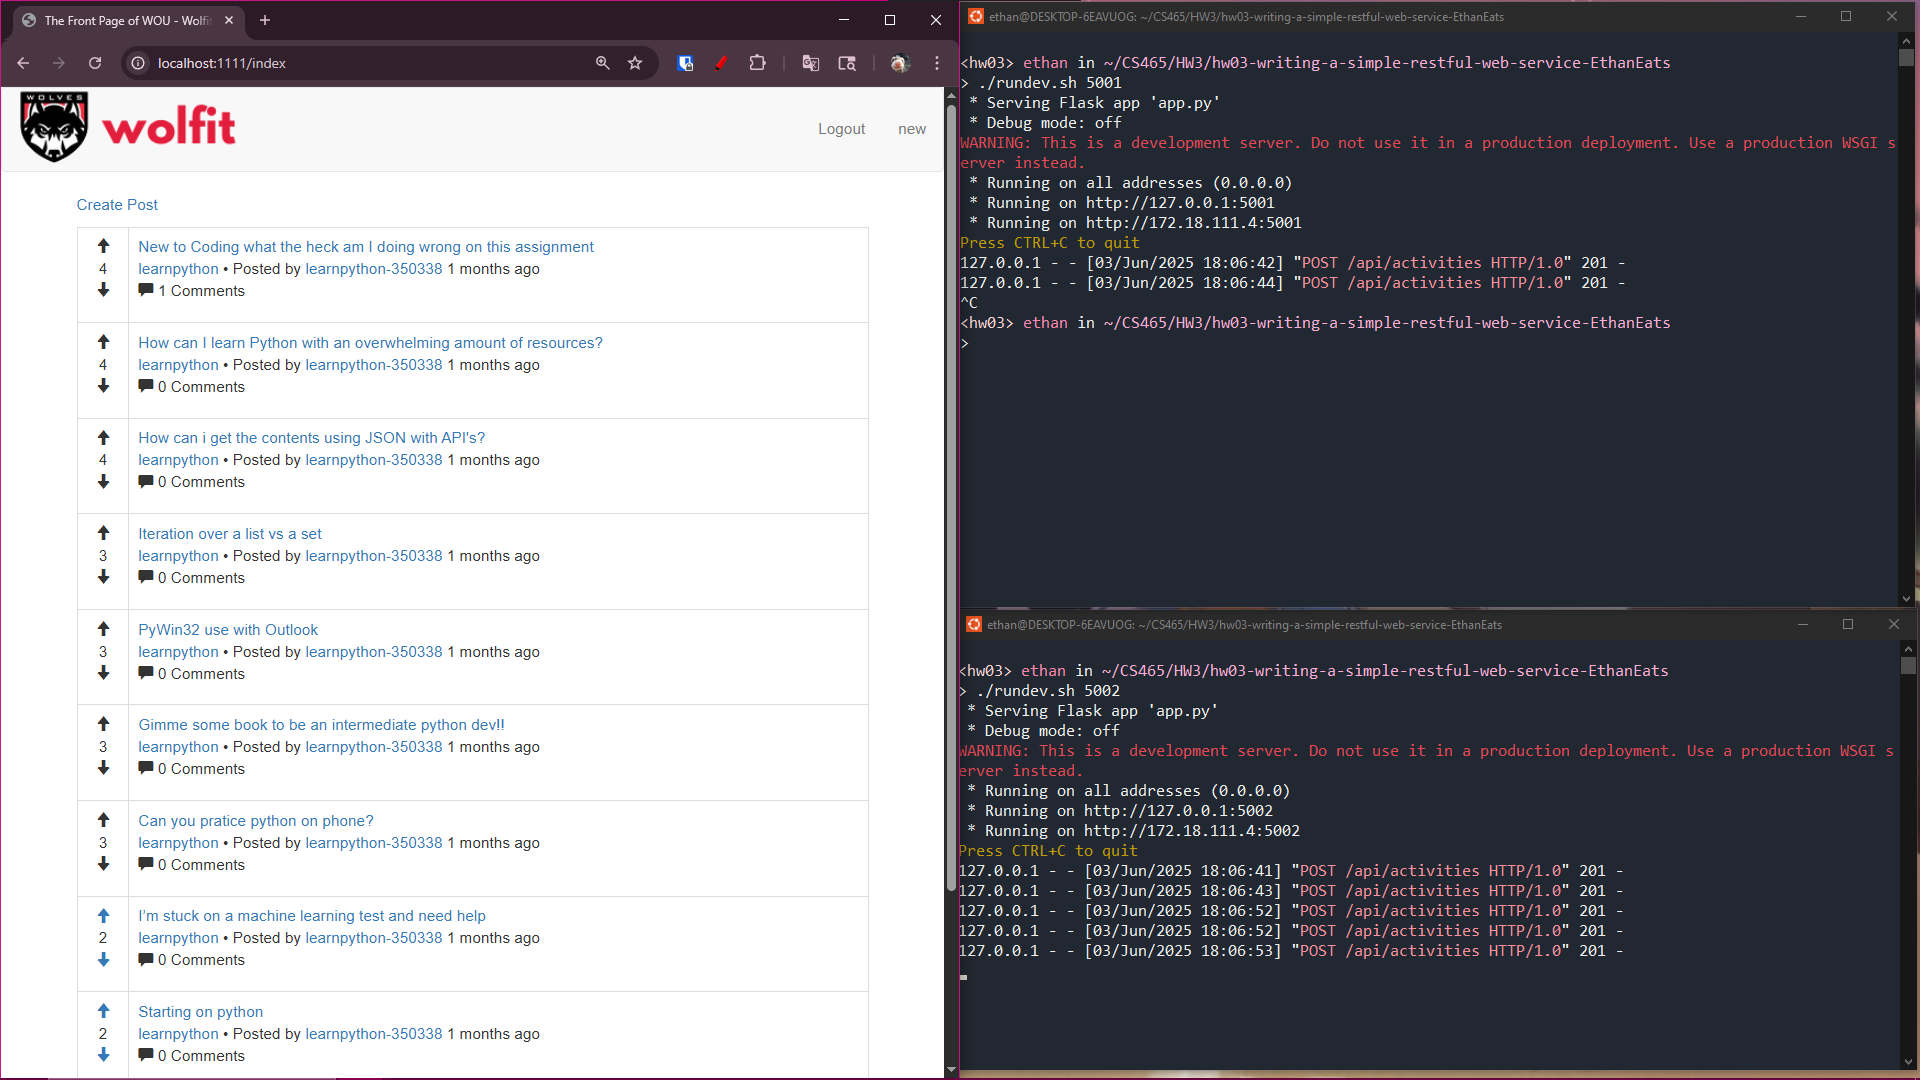 The Front Page of WOU - Wolfi
localhost:1111/index
WOLVES
wolfit
Logout
new
Create Post
New to Coding what the heck am I doing wrong on this assignment
4
learnpython • Posted by learnpython-350338 1 months ago
1 Comments
How can I learn Python with an overwhelming amount of resources?
4
learnpython • Posted by learnpython-350338 1 months ago
0 Comments
How can i get the contents using JSON with API's?
4
learnpython • Posted by learnpython-350338 1 months ago
0 Comments
Iteration over a list vs a set
3
learnpython • Posted by learnpython-350338 1 months ago
0 Comments
PyWin32 use with Outlook
3
learnpython • Posted by learnpython-350338 1 months ago
0 Comments
Gimme some book to be an intermediate python dev!!
3
learnpython • Posted by learnpython-350338 1 months ago
0 Comments
Can you pratice python on phone?
3
learnpython • Posted by learnpython-350338 1 months ago
0 Comments
I'm stuck on a machine learning test and need help
2
learnpython • Posted by learnpython-350338 1 months ago
0 Comments
Starting on python
2
learnpython • Posted by learnpython-350338 1 months ago
0 Comments
ethan@DESKTOP-6EAVUOG: ~/CS465/HW3/hw03-writing-a-simple-restful-web-service-EthanEats
<hw03> ethan in ~/CS465/HW3/hw03-writing-a-simple-restful-web-service-EthanEats
> ./rundev.sh 5001
* Serving Flask app 'app.py'
* Debug mode: off
WARNING: This is a development server. Do not use it in a production deployment. Use a production WSGI s
erver instead.
* Running on all addresses (0.0.0.0)
* Running on http://127.0.0.1:5001
* Running on http://172.18.111.4:5001
Press CTRL+C to quit
127.0.0.1 - - [03/Jun/2025 18:06:42] "POST /api/activities HTTP/1.0" 201 -
127.0.0.1 - - [03/Jun/2025 18:06:44] "POST /api/activities HTTP/1.0" 201 -
^C
<hw03> ethan in ~/CS465/HW3/hw03-writing-a-simple-restful-web-service-EthanEats
>
ethan@DESKTOP-6EAVUOG: ~/CS465/HW3/hw03-writing-a-simple-restful-web-service-EthanEats
<hw03> ethan in ~/CS465/HW3/hw03-writing-a-simple-restful-web-service-EthanEats
> ./rundev.sh 5002
* Serving Flask app 'app.py'
* Debug mode: off
WARNING: This is a development server. Do not use it in a production deployment. Use a production WSGI s
erver instead.
* Running on all addresses (0.0.0.0)
* Running on http://127.0.0.1:5002
* Running on http://172.18.111.4:5002
Press CTRL+C to quit
127.0.0.1 - - [03/Jun/2025 18:06:41] "POST /api/activities HTTP/1.0" 201 -
127.0.0.1 - - [03/Jun/2025 18:06:43] "POST /api/activities HTTP/1.0" 201 -
127.0.0.1 - - [03/Jun/2025 18:06:52] "POST /api/activities HTTP/1.0" 201 -
127.0.0.1 - - [03/Jun/2025 18:06:52] "POST /api/activities HTTP/1.0" 201 -
127.0.0.1 - - [03/Jun/2025 18:06:53] "POST /api/activities HTTP/1.0" 201 -